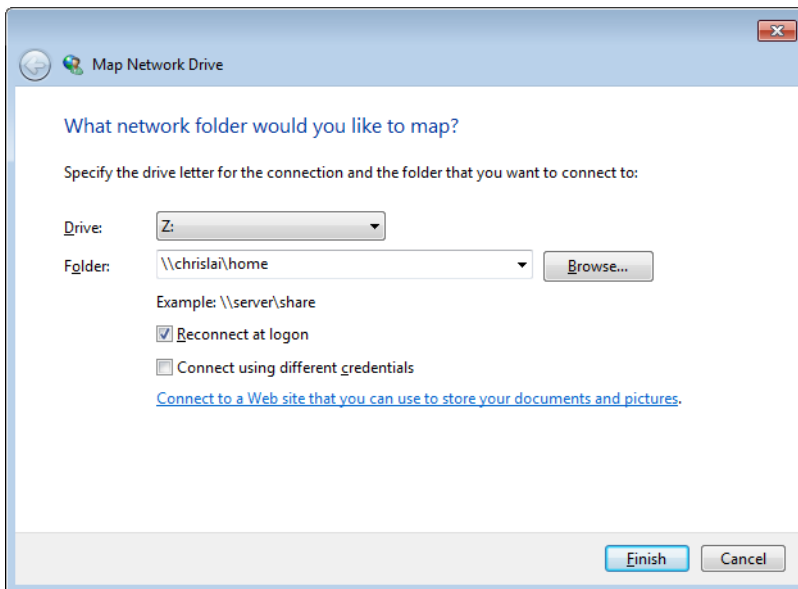 Map Network Drive
What network folder would you like to map?
Specify the drive letter for the connection and the folder that you want to connect to:
Drive: Z:
Folder: \\chrislai\home Browse...
Example: \\server\share
Reconnect at logon
Connect using different credentials
Connect to a Web site that you can use to store your documents and pictures.
Finish Cancel